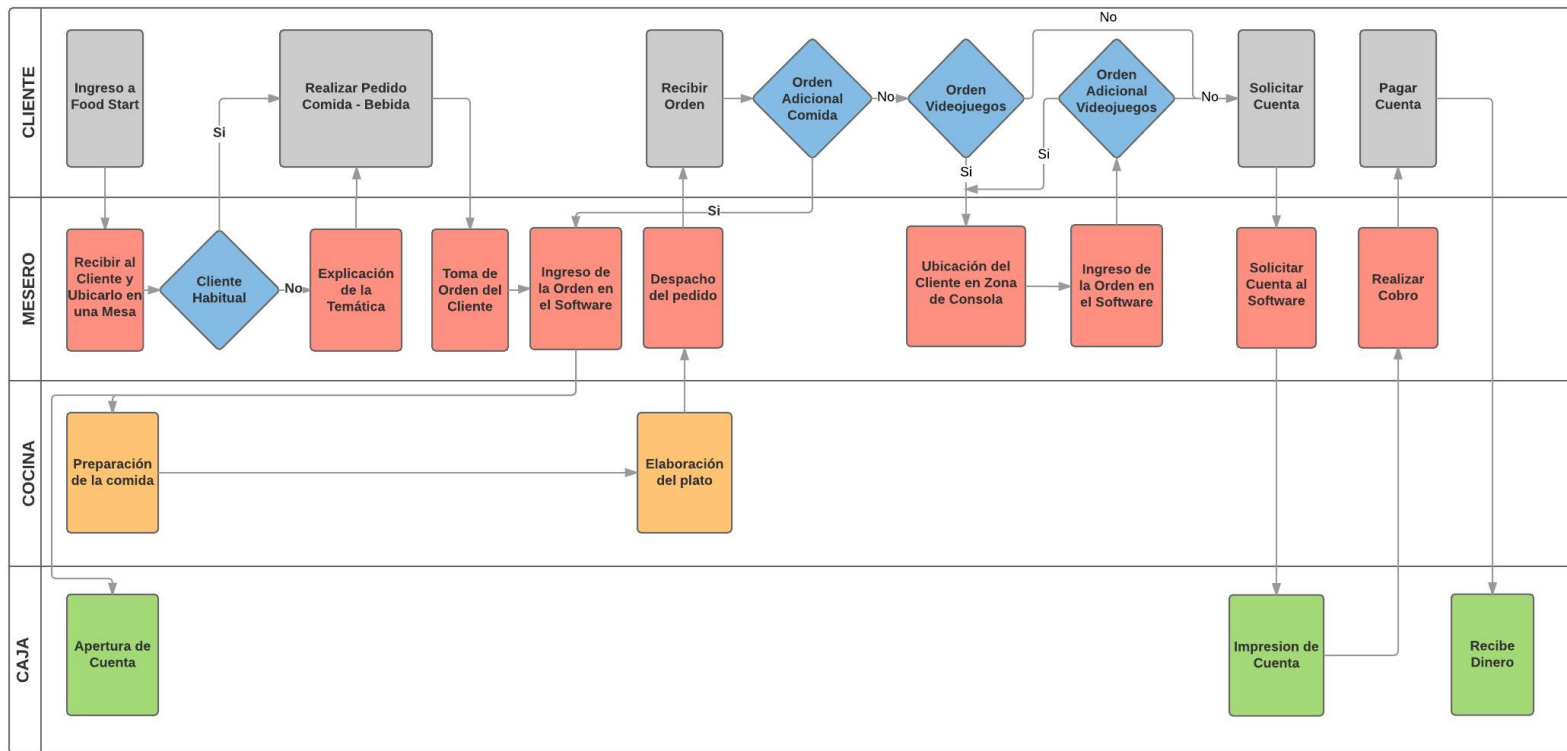 CLIENTE
Ingreso a
Food Start
Realizar Pedido
Comida - Bebida
Recibir
Orden
Orden
Adicional
Comida
No
Orden
Videojuegos
No
Orden
Adicional
Videojuegos
No
Solicitar
Cuenta
Pagar
Cuenta
Si
Si
Si
MESERO
Recibir al
Cliente y
Ubicarlo en
una Mesa
Cliente
Habitual
No
Explicación
de la
Temática
Toma de
Orden del
Cliente
Ingreso de
la Orden en
el Software
Si
Despacho
del pedido
Ubicación del
Cliente en Zona
de Consola
Ingreso de
la Orden en
el Software
Solicitar
Cuenta al
Software
Realizar
Cobro
COCINA
Preparación
de la comida
Elaboración
del plato
CAJA
Apertura de
Cuenta
Impresion de
Cuenta
Recibe
Dinero